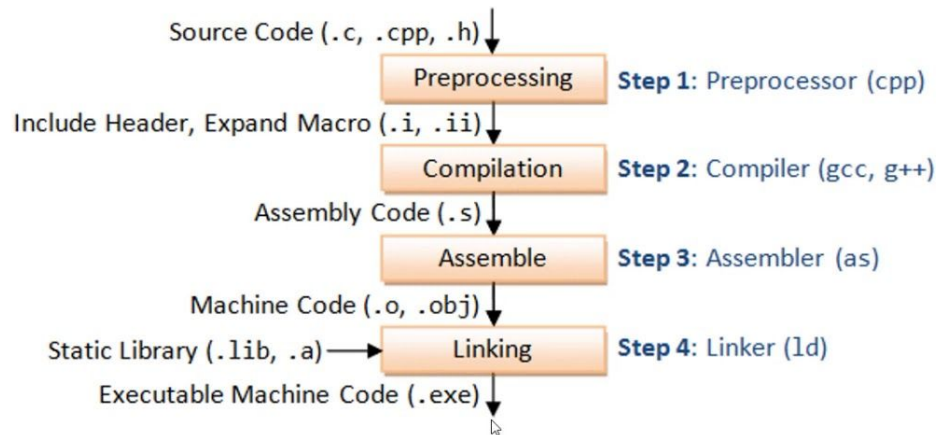 Source Code (.c, .cpp, .h)
Preprocessing
Step 1: Preprocessor (cpp)
Include Header, Expand Macro (.i, .ii)
Compilation
Step 2: Compiler (gcc, g++)
Assembly Code (.s)
Assemble
Step 3: Assembler (as)
Machine Code (.o, .obj)
Static Library (.lib, .a)
Linking
Step 4: Linker (ld)
Executable Machine Code (.exe)